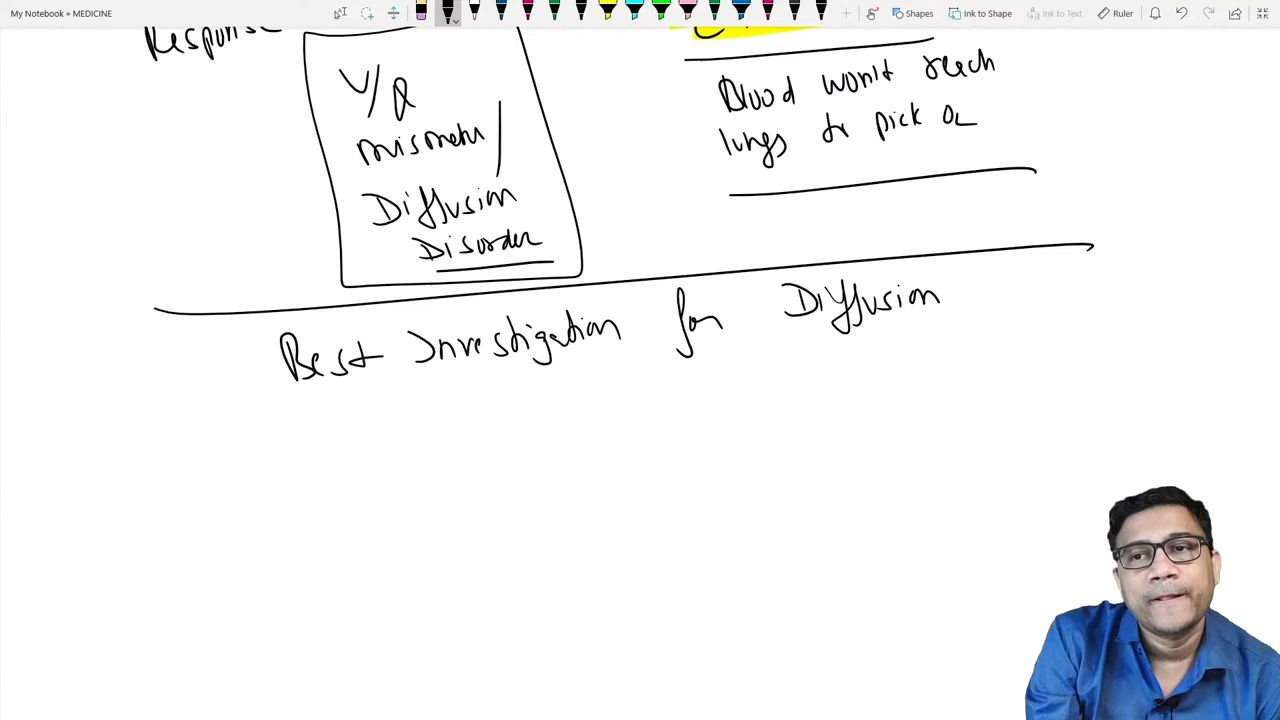 My Notebook » MEDICINE
Shapes
Ink to Shape
Ink to Text
Response
V/Q
mismatch/
Diffusion
Disorder
Blood won't reach
lungs to pick O2
Best Investigation for Diffusion